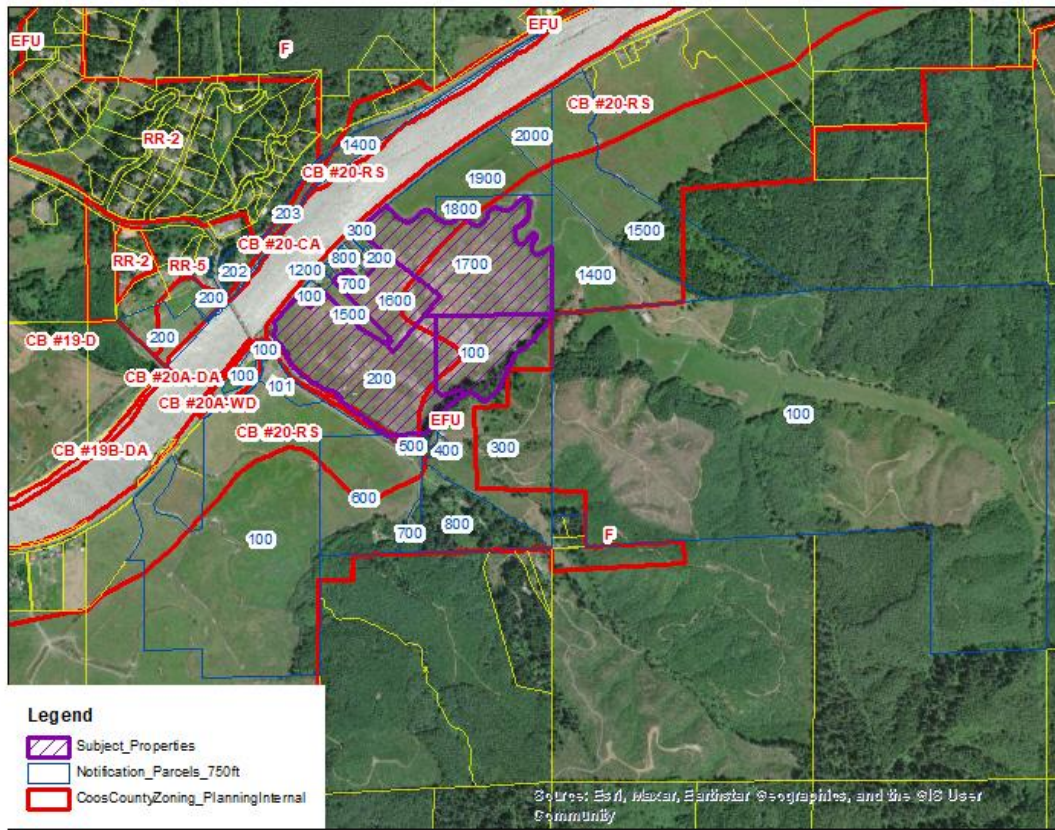 EFU
EFU
F
CB #20-RS
RR-2
1400
2000
CB #20-RS
1900
203
1800
300
CB #20-CA
1500
RR-2
RR-5
202
800
200
1700
1200
1400
700
200
100
1600
1500
200
CB #19-D
100
100
CB #20A-DA
100
200
101
100
CB #20A-WD
EFU
100
CB #20-RS
CB #19B-DA
500
400
300
600
700
800
100
F
Legend
Subject_Properties
Notification_Parcels_750ft
CoosCountyZoning_PlanningInternal
Source: Esri, Maxar, Earthstar Geographics, and the GIS User
Community